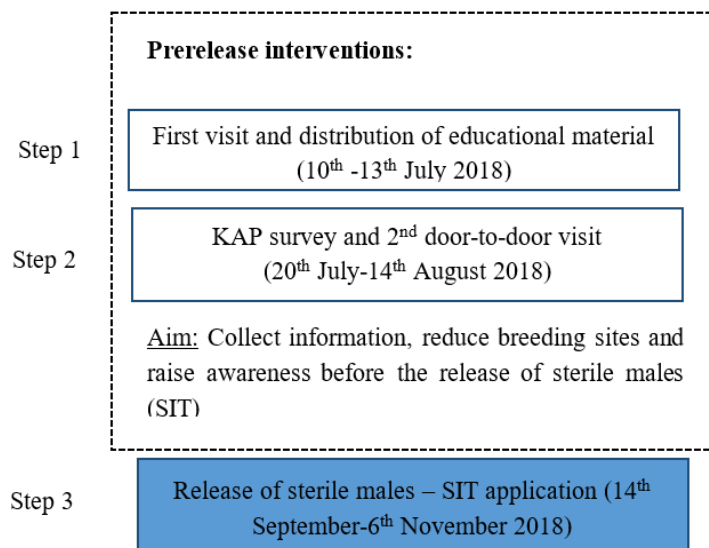 Prerelease interventions:
Step 1
First visit and distribution of educational material
(10th -13th July 2018)
Step 2
KAP survey and 2nd door-to-door visit
(20th July-14th August 2018)
Aim: Collect information, reduce breeding sites and
raise awareness before the release of sterile males
(SIT)
Step 3
Release of sterile males – SIT application (14th
September-6th November 2018)